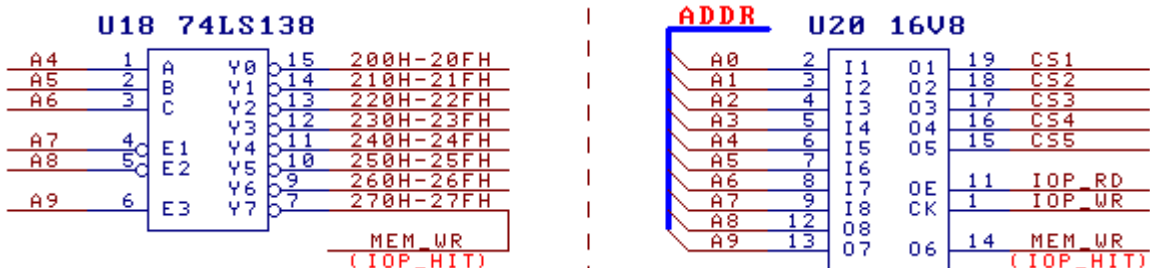 U18 74LS138
A4 1 A Y0 15 200H-20FH
A5 2 B Y1 14 210H-21FH
A6 3 C Y2 13 220H-22FH
Y3 12 230H-23FH
A7 4 E1 Y4 11 240H-24FH
A8 5 E2 Y5 10 250H-25FH
Y6 9 260H-26FH
A9 6 E3 Y7 7 270H-27FH
MEM_WR
(IOP_HIT)
ADDR
U20 16V8
A0 2 I1 O1 19 CS1
A1 3 I2 O2 18 CS2
A2 4 I3 O3 17 CS3
A3 5 I4 O4 16 CS4
A4 6 I5 O5 15 CS5
A5 7 I6
A6 8 I7 OE 11 IOP_RD
A7 9 I8 CK 1 IOP_WR
A8 12 O8
A9 13 O7 O6 14 MEM_WR
(IOP_HIT)